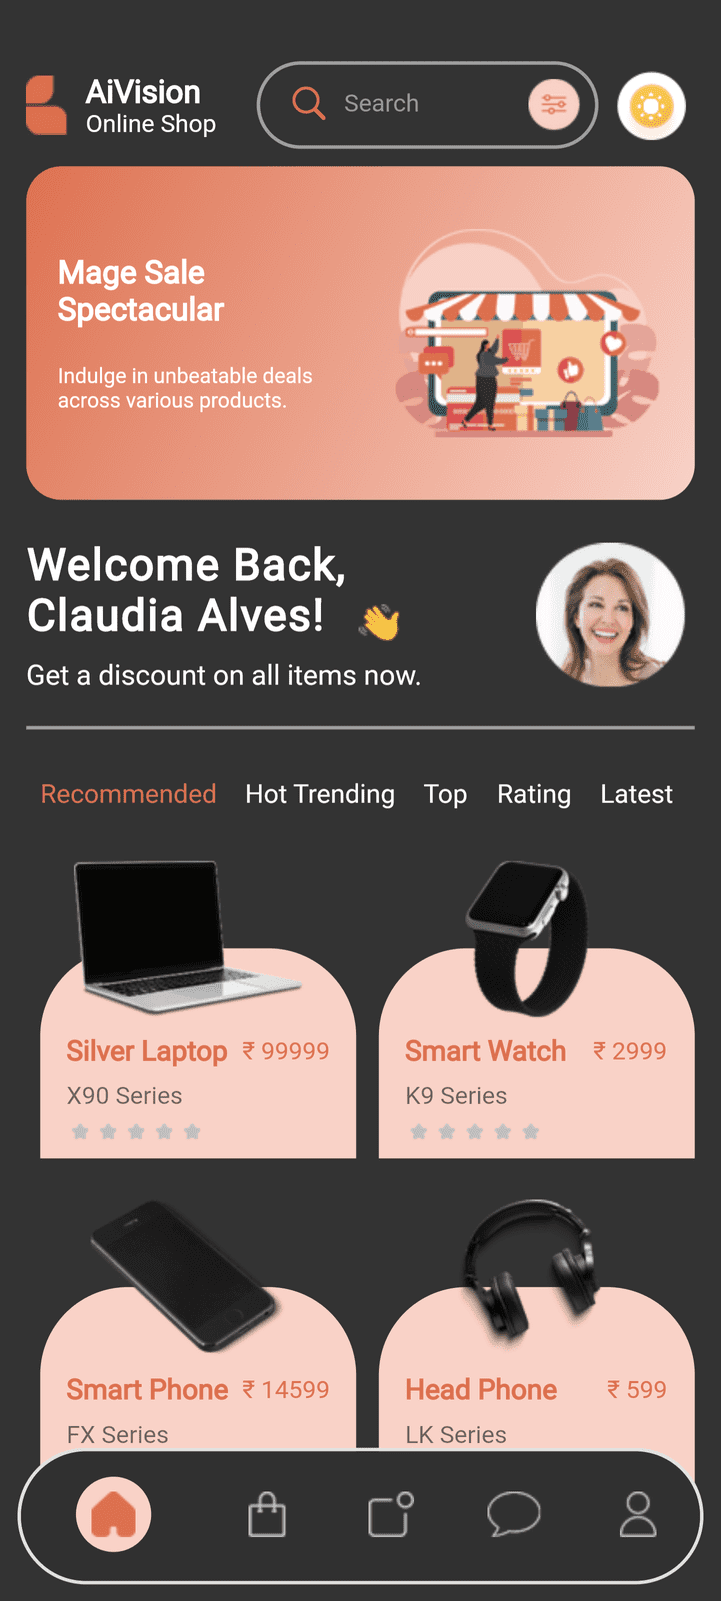 AiVision
Online Shop
Search
Mage Sale
Spectacular
Indulge in unbeatable deals
across various products.
Welcome Back,
Claudia Alves! 👋
Get a discount on all items now.
Recommended Hot Trending Top Rating Latest
Silver Laptop ₹ 99999
X90 Series
Smart Watch ₹ 2999
K9 Series
Smart Phone ₹ 14599
FX Series
Head Phone ₹ 599
LK Series